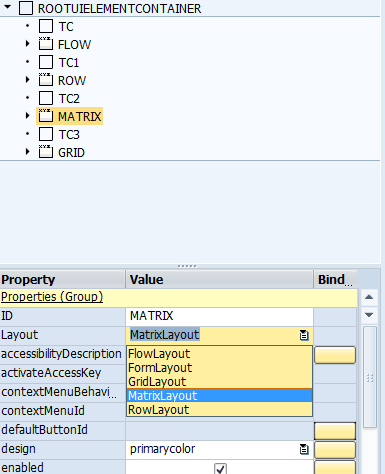 ROOTUIELEMENTCONTAINER
TC
FLOW
TC1
ROW
TC2
MATRIX
TC3
GRID
Property Value Bind...
Properties (Group)
ID MATRIX
Layout MatrixLayout
accessibilityDescription FlowLayout
activateAccessKey FormLayout
GridLayout
contextMenuBehavi... MatrixLayout
contextMenuId RowLayout
defaultButtonId
design primarycolor
enabled